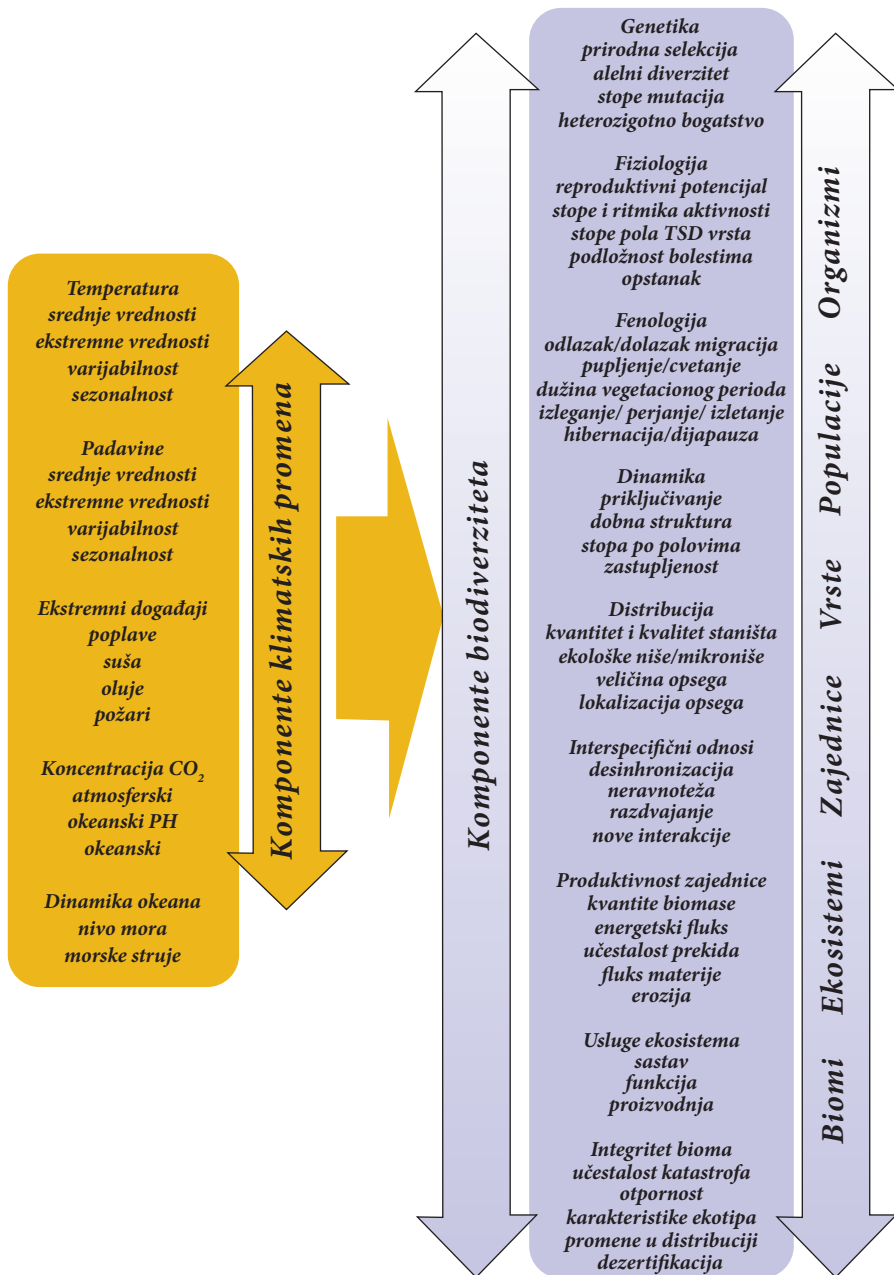 Temperatura
srednje vrednosti
ekstremne vrednosti
varijabilnost
sezonalnost
Padavine
srednje vrednosti
ekstremne vrednosti
varijabilnost
sezonalnost
Ekstremni događaji
poplave
suša
oluje
požari
Koncentracija CO₂
atmosferski
okeanski PH
okeanski
Dinamika okeana
nivo mora
morske struje
Komponente klimatskih promena
Komponente biodiverziteta
Genetika
prirodna selekcija
alelni diverzitet
stope mutacija
heterozigotno bogatstvo
Fiziologija
reproduktivni potencijal
stope i ritmika aktivnosti
stope pola TSD vrsta
podložnost bolestima
opstanak
Fenologija
odlazak/dolazak migracija
pupljenje/cvetanje
dužina vegetacionog perioda
izleganje/ perjanje/ izletanje
hibernacija/dijapauza
Dinamika
priključivanje
dobna struktura
stopa po polovima
zastupljenost
Distribucija
kvantitet i kvalitet staništa
ekološke niše/mikroniše
veličina opsega
lokalizacija opsega
Interspecifični odnosi
desinhronizacija
neravnoteža
razdvajanje
nove interakcije
Produktivnost zajednice
kvantite biomase
energetski fluks
učestalost prekida
fluks materije
erozija
Usluge ekosistema
sastav
funkcija
proizvodnja
Integritet bioma
učestalost katastrofa
otpornost
karakteristike ekotipa
promene u distribuciji
dezertifikacija
Biomi Ekosistemi Zajednice Vrste Populacije Organizmi